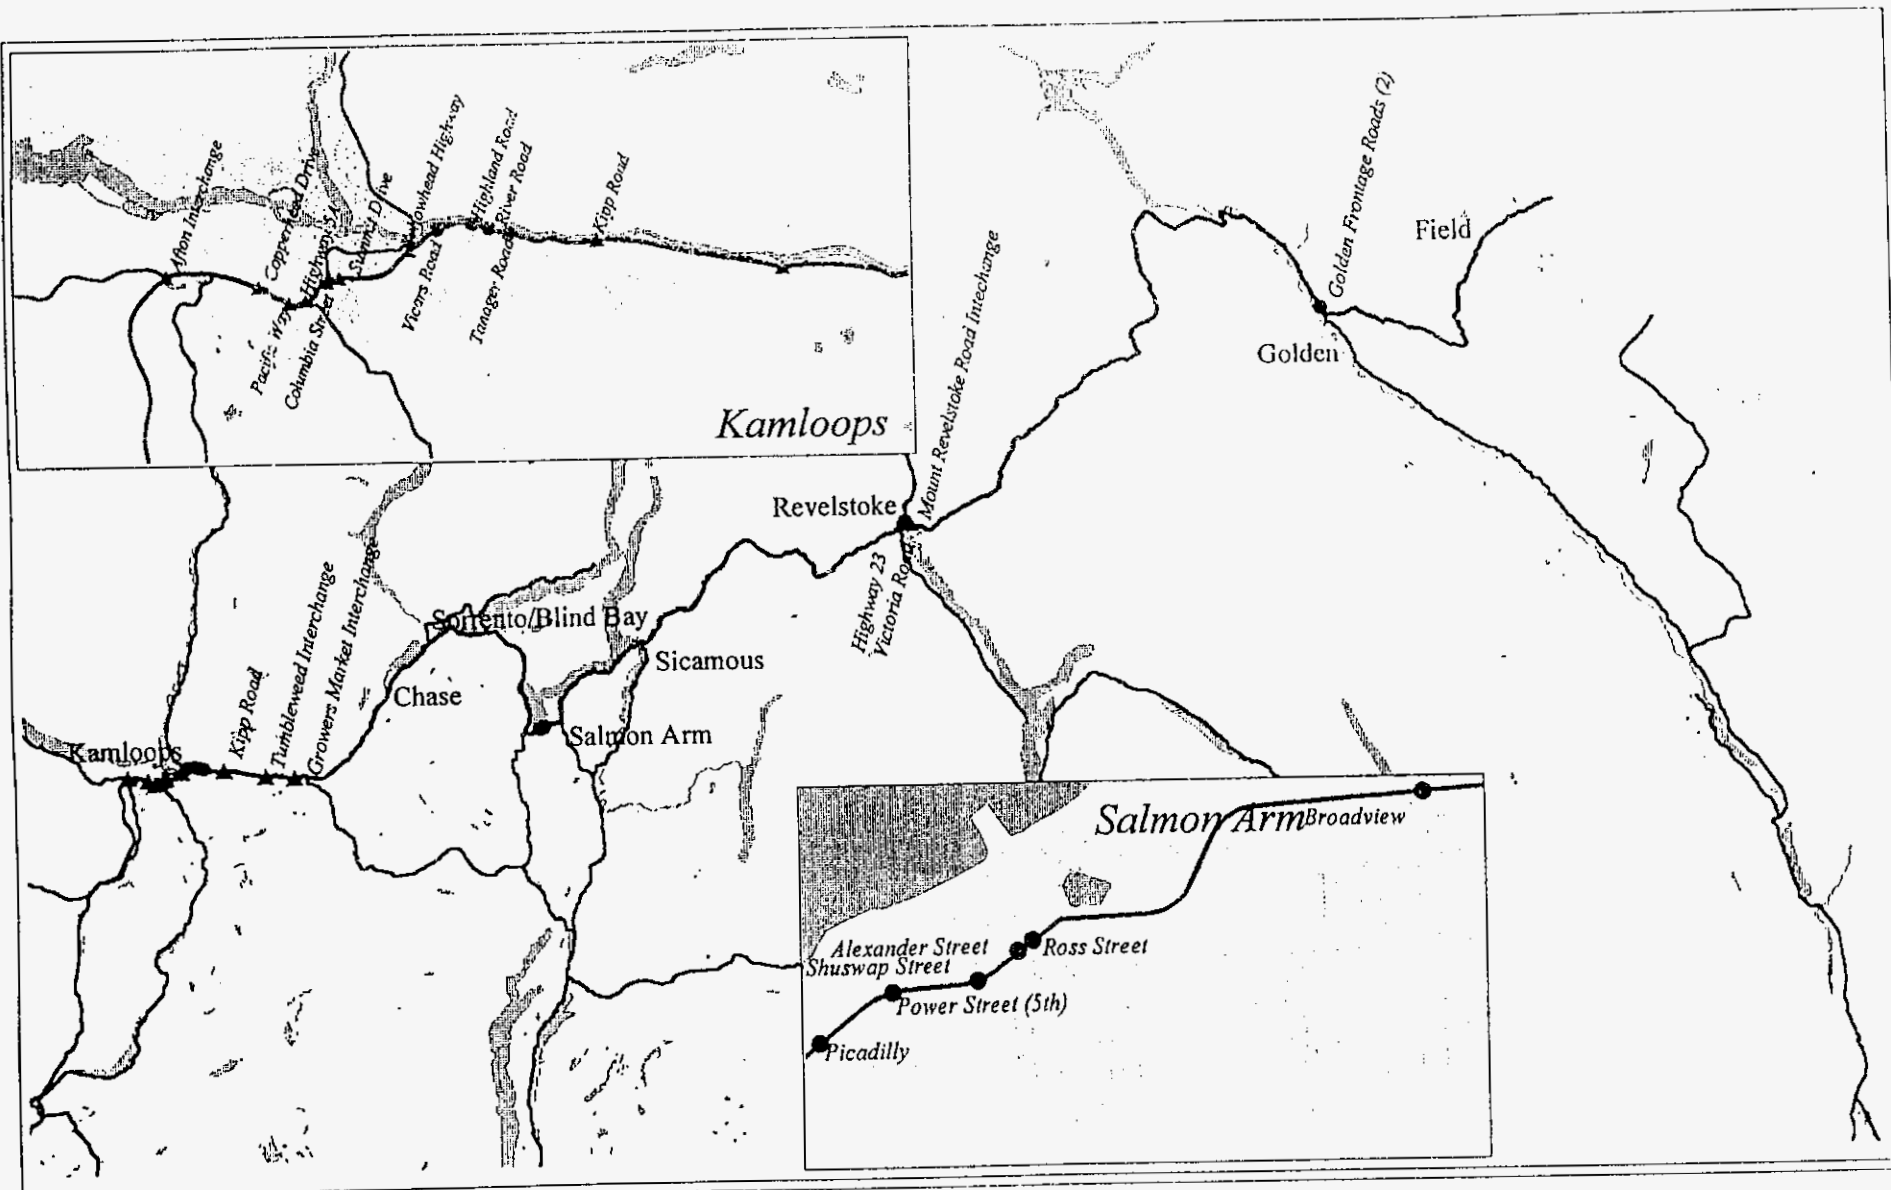 Afton Interchange
Copperhead Drive
Highway 5A
Summit Drive
Yellowhead Highway
Highland Road
River Road
Kipp Road
Pacific Way
Columbia Street
Vicars Road
Tanager Road
Kamloops
Golden Frontage Roads (2)
Field
Golden
Mount Revelstoke Road Intechange
Revelstoke
Highway 23
Victoria Road
Sorrento/Blind Bay
Sicamous
Chase
Salmon Arm
Kamloops
Kipp Road
Tumbleweed Interchange
Growers Market Interchange
Salmon Arm
Broadview
Alexander Street
Ross Street
Shuswap Street
Power Street (5th)
Picadilly